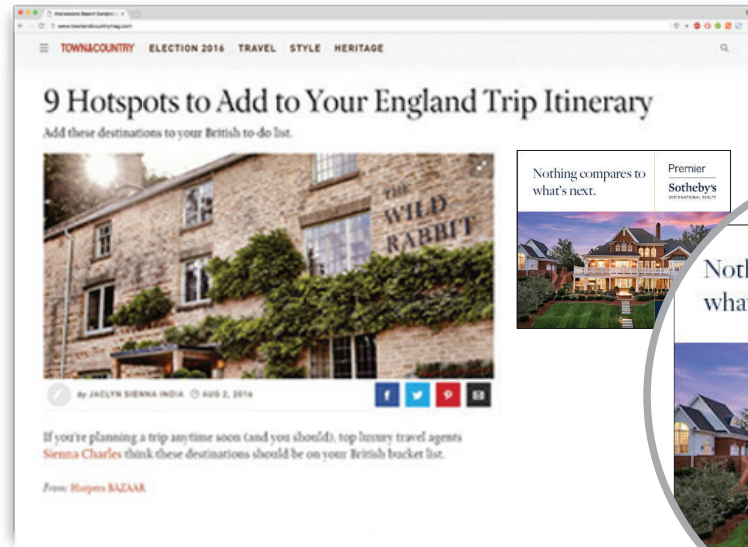 www.townandcountrymag.com
TOWN&COUNTRY ELECTION 2016 TRAVEL STYLE HERITAGE
9 Hotspots to Add to Your England Trip Itinerary
Add these destinations to your British to-do list.
THE
WILD
RABBIT
By JACLYN SIENNA INDIA AUG 2, 2016
If you're planning a trip anytime soon (and you should), top luxury travel agents
Sienna Charles think these destinations should be on your British bucket list.
From: Harpers BAZAAR
Nothing compares to
what's next.
Premier
Sotheby's
INTERNATIONAL REALTY
Noth
what